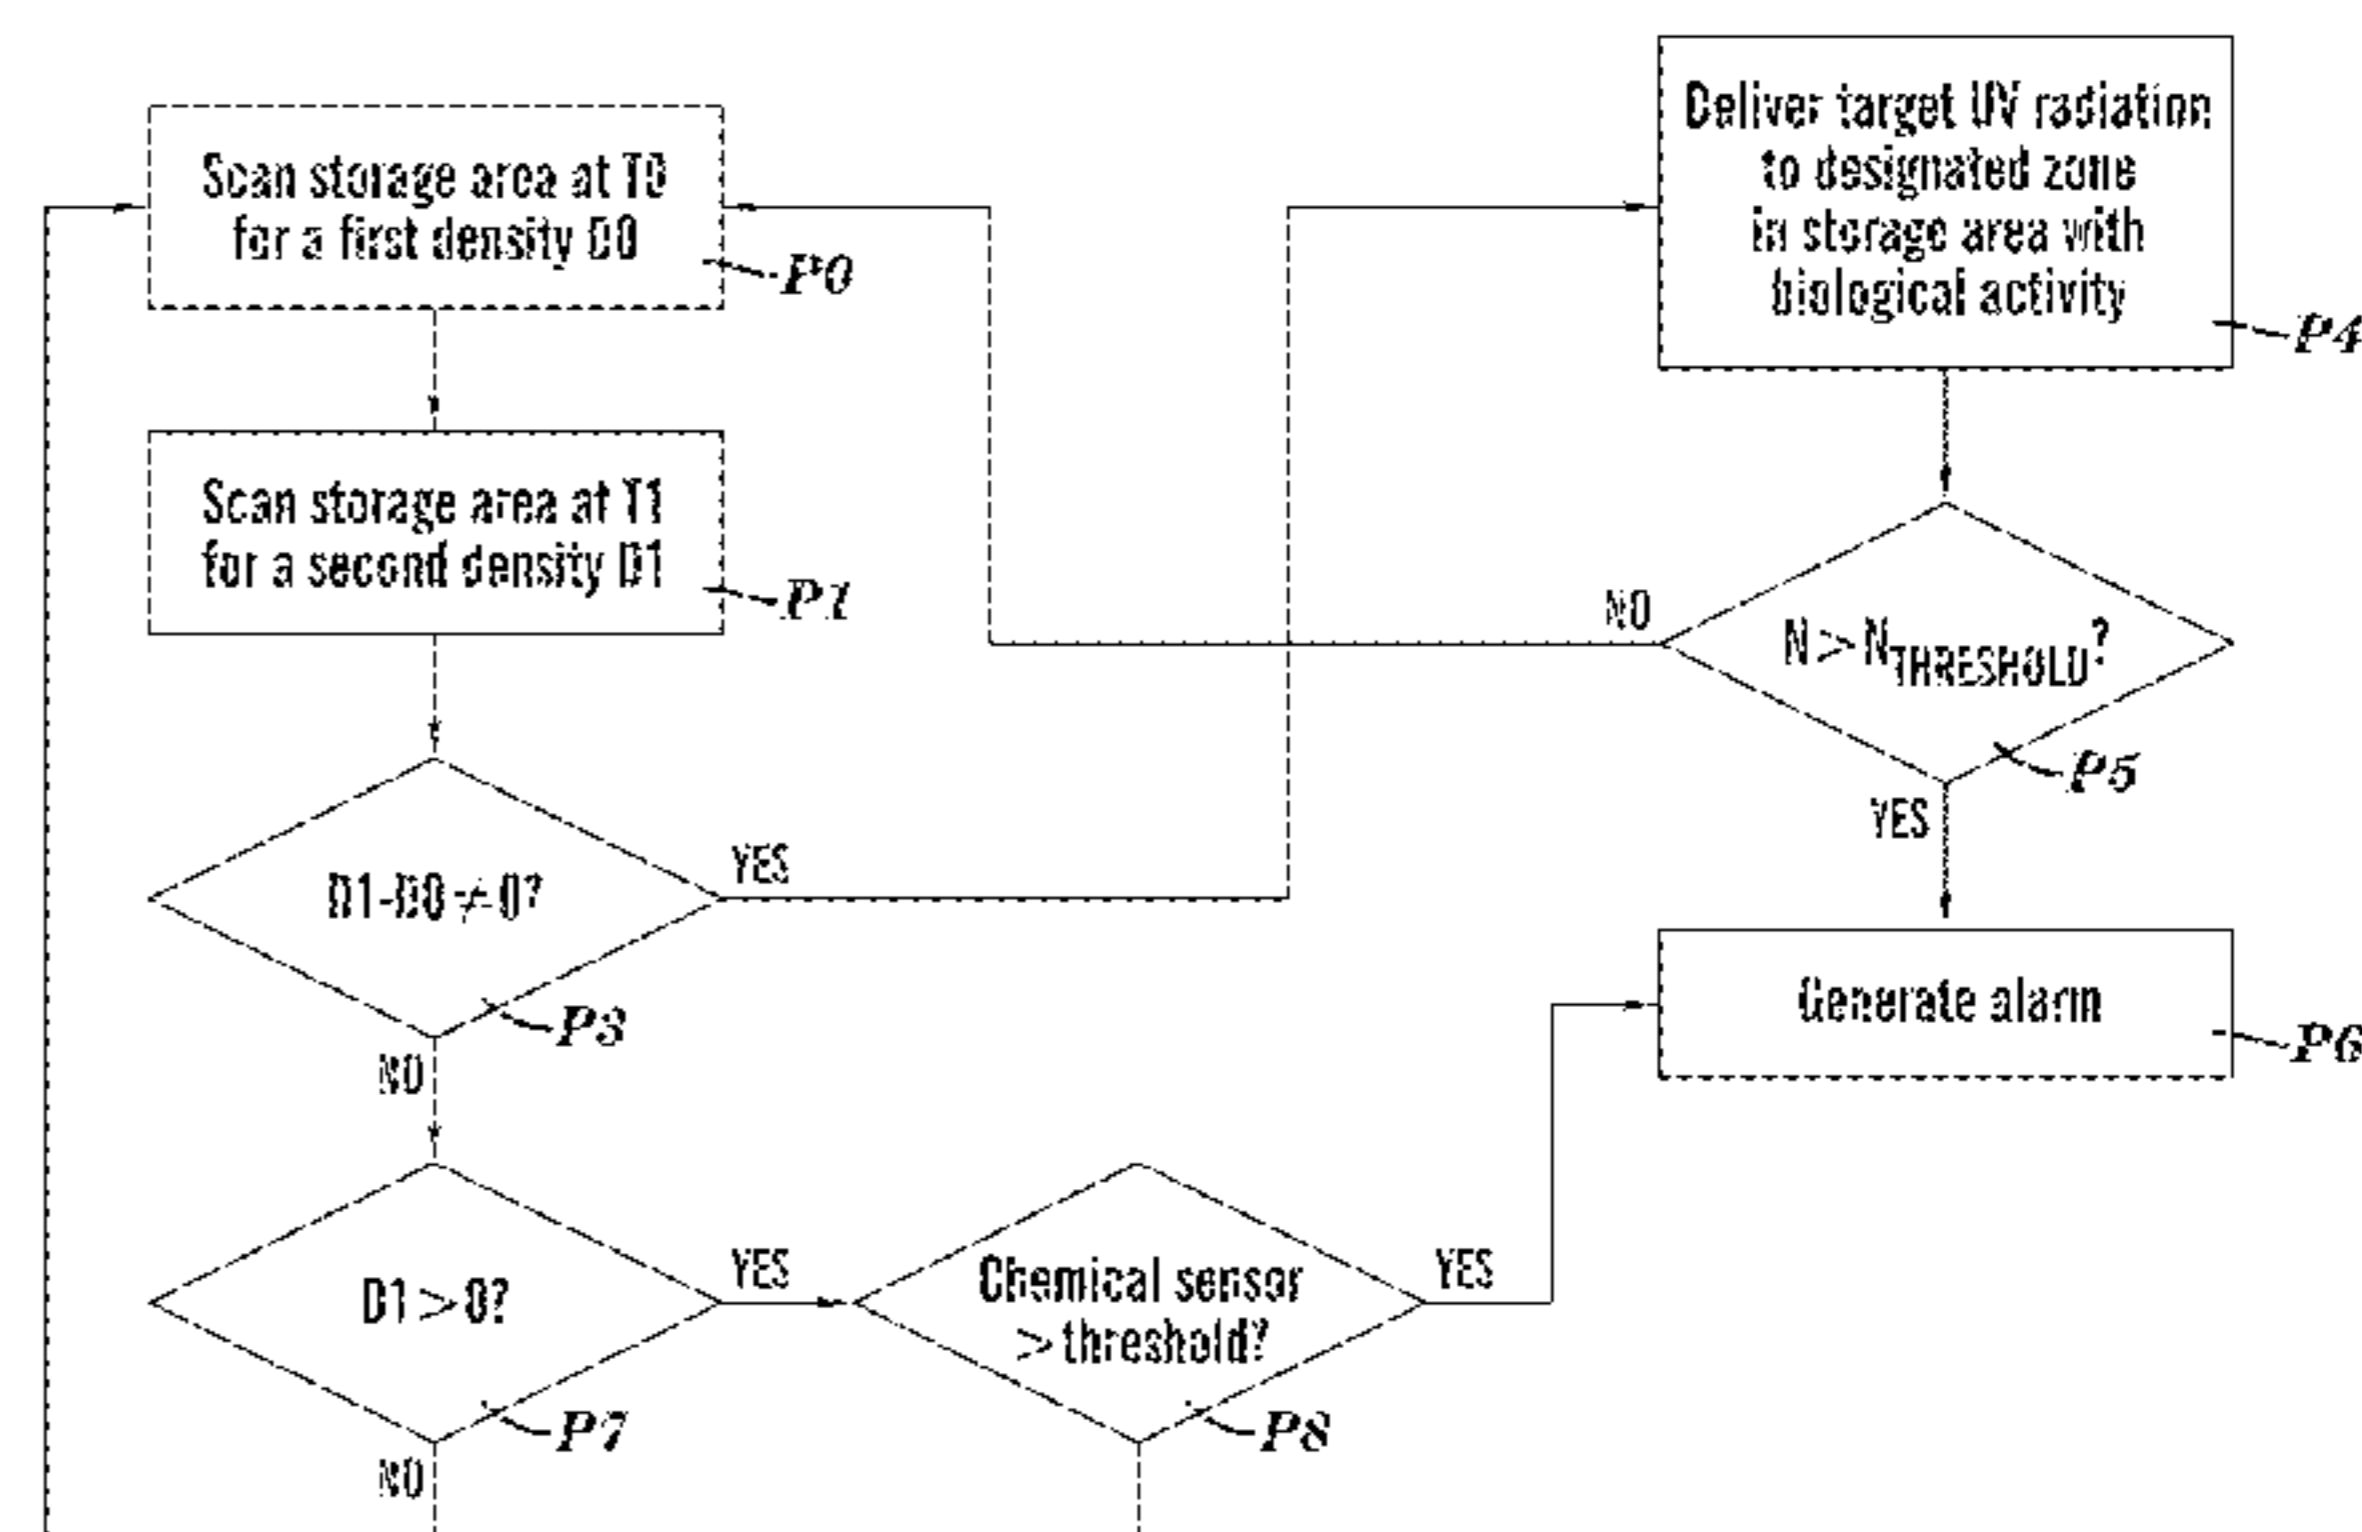 Scan storage area at T0
for a first density D0
P0
Scan storage area at T1
for a second density D1
P1
D1-D0≠0?
YES
P3
NO
D1>0?
YES
P7
NO
Chemical sensor
>threshold?
YES
P8
Deliver target UV radiation
to designated zone
in storage area with
biological activity
P4
NO
N>NTHRESHOLD?
P5
YES
Generate alarm
P6